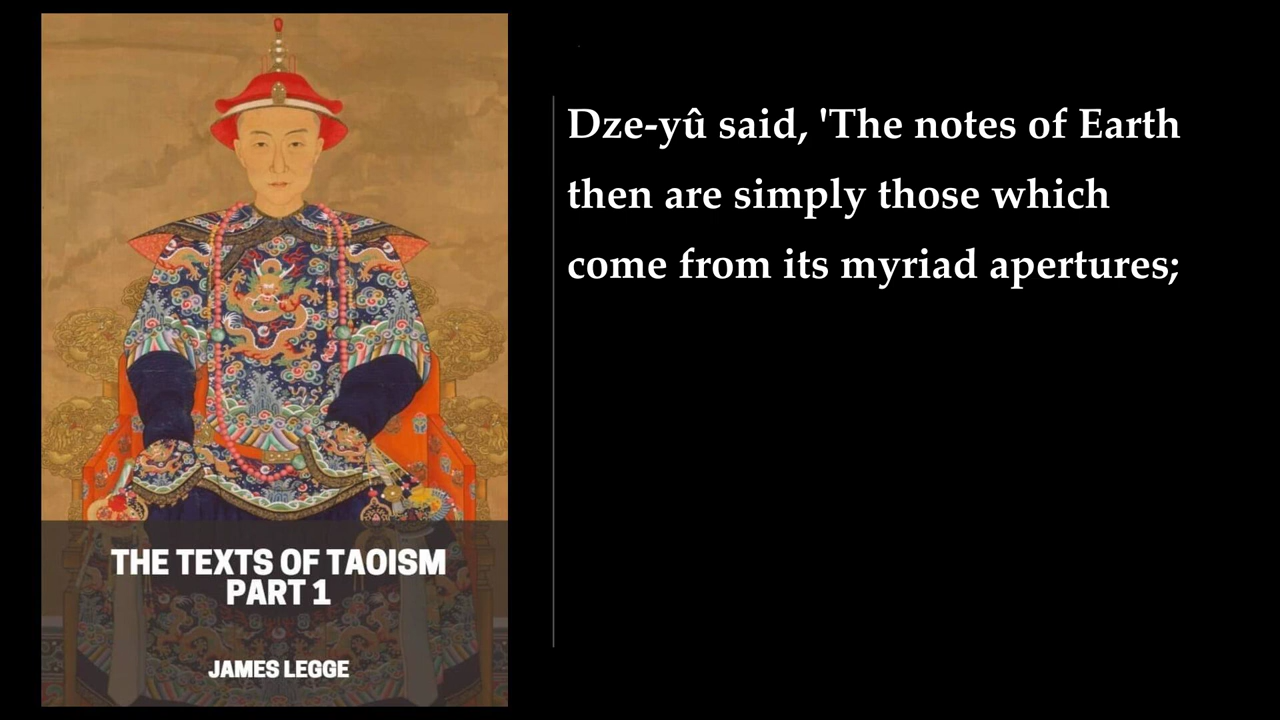 Dze-yû said, 'The notes of Earth
then are simply those which
come from its myriad apertures;
THE TEXTS OF TAOISM
PART 1
JAMES LEGGE